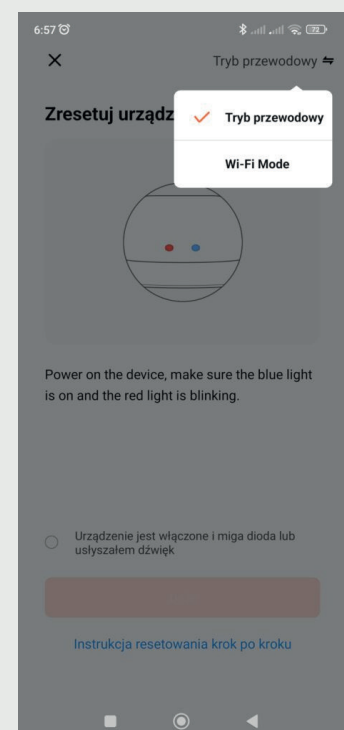 6:57
72
Tryb przewodowy
Zresetuj urządz
Tryb przewodowy
Wi-Fi Mode
Power on the device, make sure the blue light
is on and the red light is blinking.
Urządzenie jest włączone i miga dioda lub
usłyszałem dźwięk
Instrukcja resetowania krok po kroku